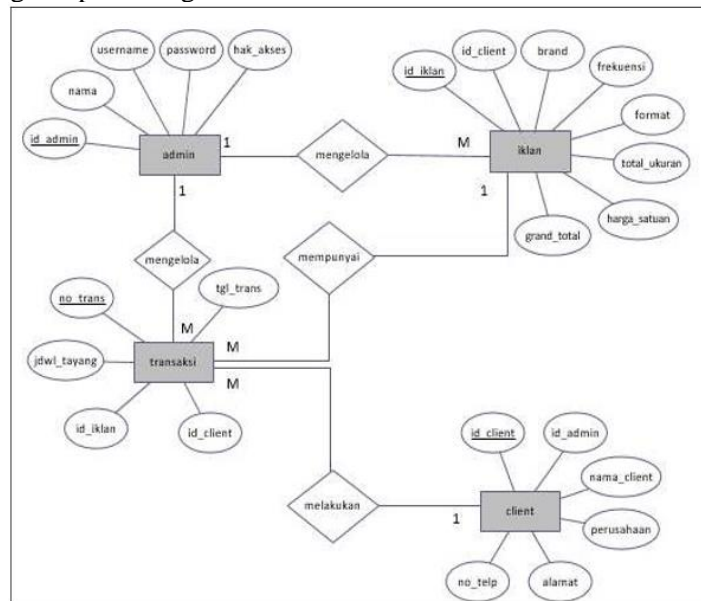 username
password
hak_akses
nama
id_admin
admin
1
1
mengelola
M
id_iklan
id_client
brand
frekuensi
format
total_ukuran
harga_satuan
grand_total
iklan
1
mengelola
mempunyai
no_trans
tgl_trans
M
M
M
jdwl_tayang
transaksi
id_iklan
id_client
melakukan
1
id_client
id_admin
nama_client
perusahaan
client
no_telp
alamat